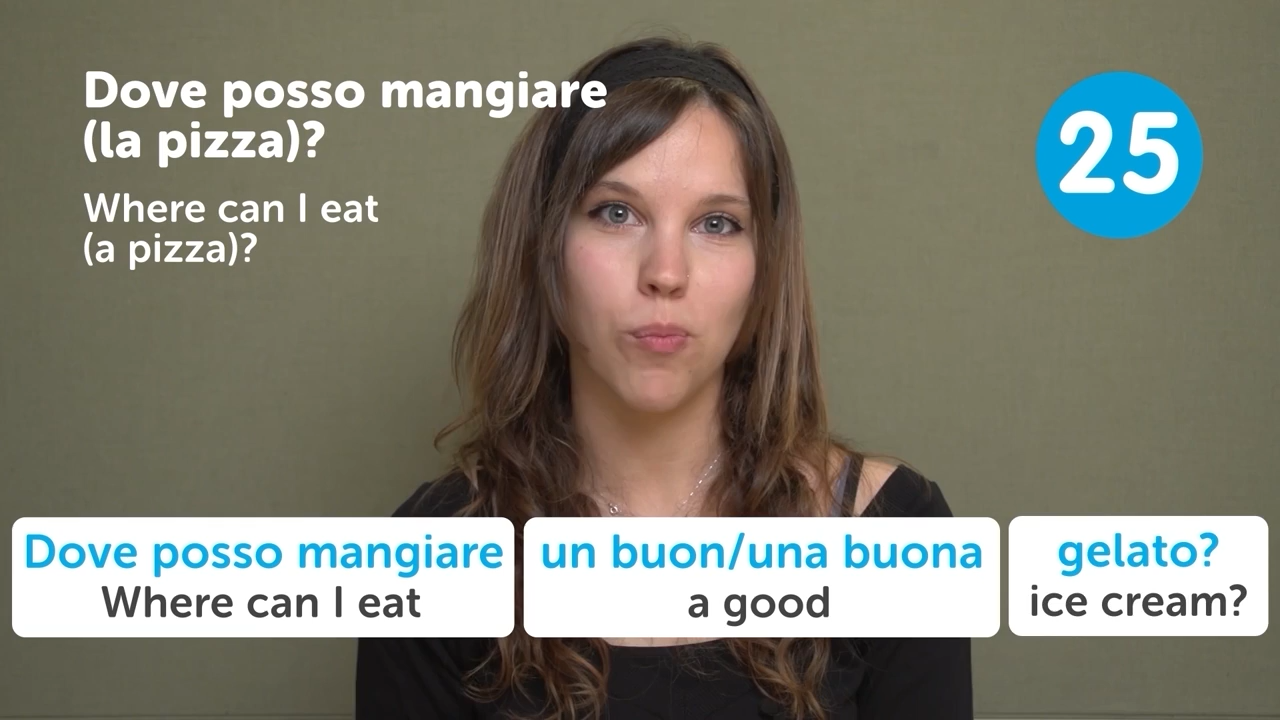 Dove posso mangiare
(la pizza)?
Where can I eat
(a pizza)?
25
Dove posso mangiare
Where can I eat
un buon/una buona
a good
gelato?
ice cream?